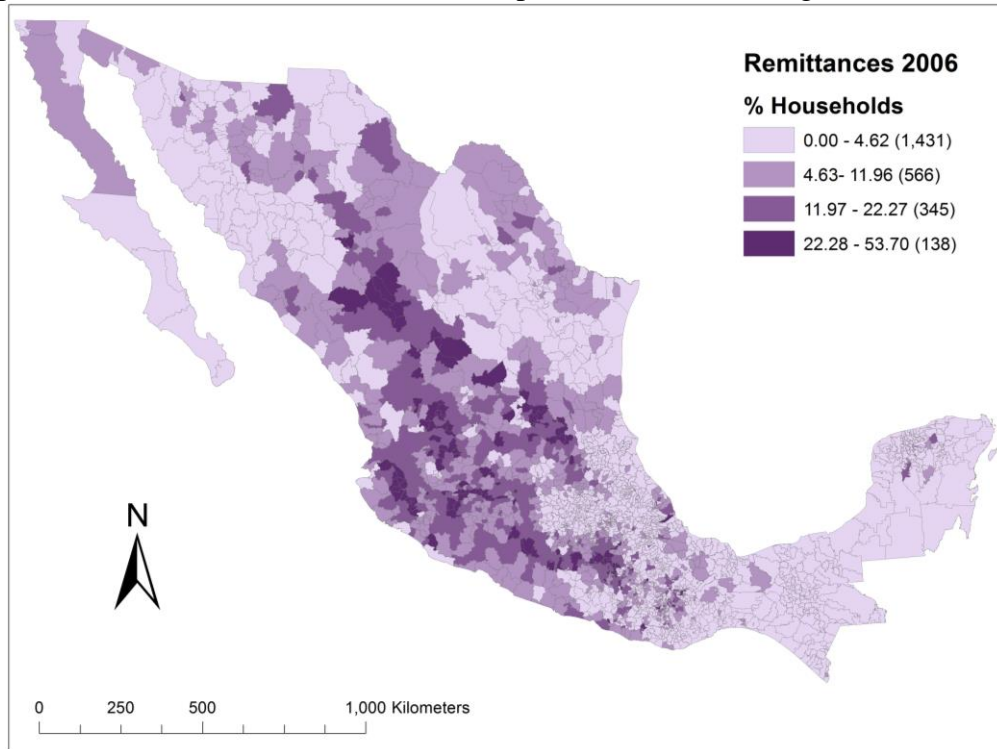 Remittances 2006
% Households
0.00 - 4.62 (1,431)
4.63- 11.96 (566)
11.97 - 22.27 (345)
22.28 - 53.70 (138)
N
0 250 500 1,000 Kilometers